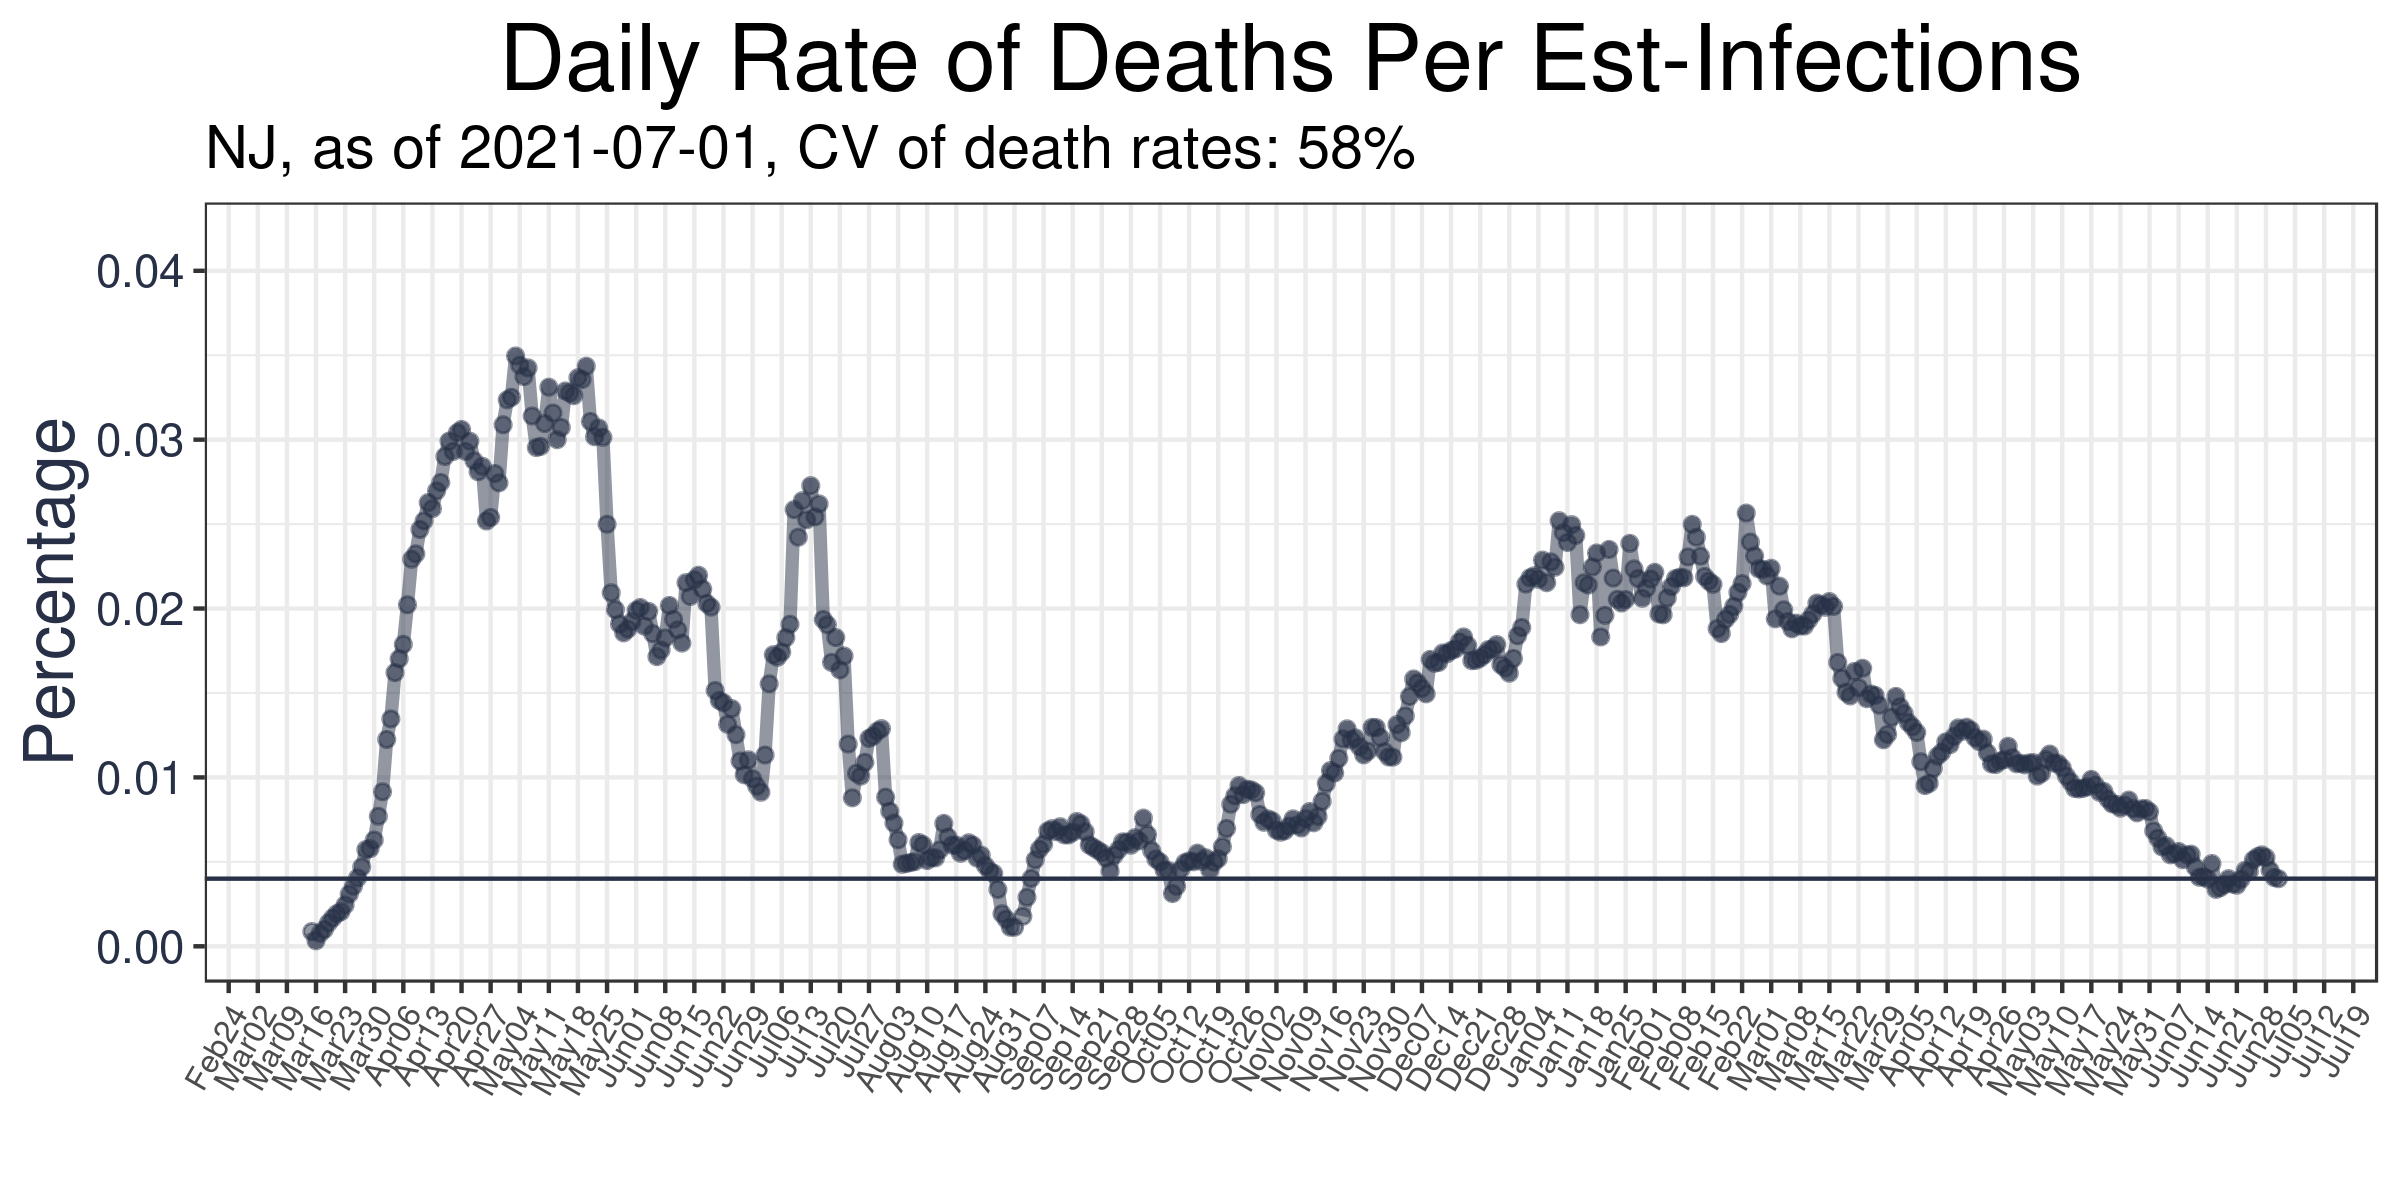 Daily Rate of Deaths Per Est-Infections
NJ, as of 2021-07-01, CV of death rates: 58%
Percentage
0.04
0.03
0.02
0.01
0.00
Feb24
Mar02
Mar09
Mar16
Mar23
Mar30
Apr06
Apr13
Apr20
Apr27
May04
May11
May18
May25
Jun01
Jun08
Jun15
Jun22
Jun29
Jul06
Jul13
Jul20
Jul27
Aug03
Aug10
Aug17
Aug24
Aug31
Sep07
Sep14
Sep21
Sep28
Oct05
Oct12
Oct19
Oct26
Nov02
Nov09
Nov16
Nov23
Nov30
Dec07
Dec14
Dec21
Dec28
Jan04
Jan11
Jan18
Jan25
Feb01
Feb08
Feb15
Feb22
Mar01
Mar08
Mar15
Mar22
Mar29
Apr05
Apr12
Apr19
Apr26
May03
May10
May17
May24
May31
Jun07
Jun14
Jun21
Jun28
Jul05
Jul12
Jul19